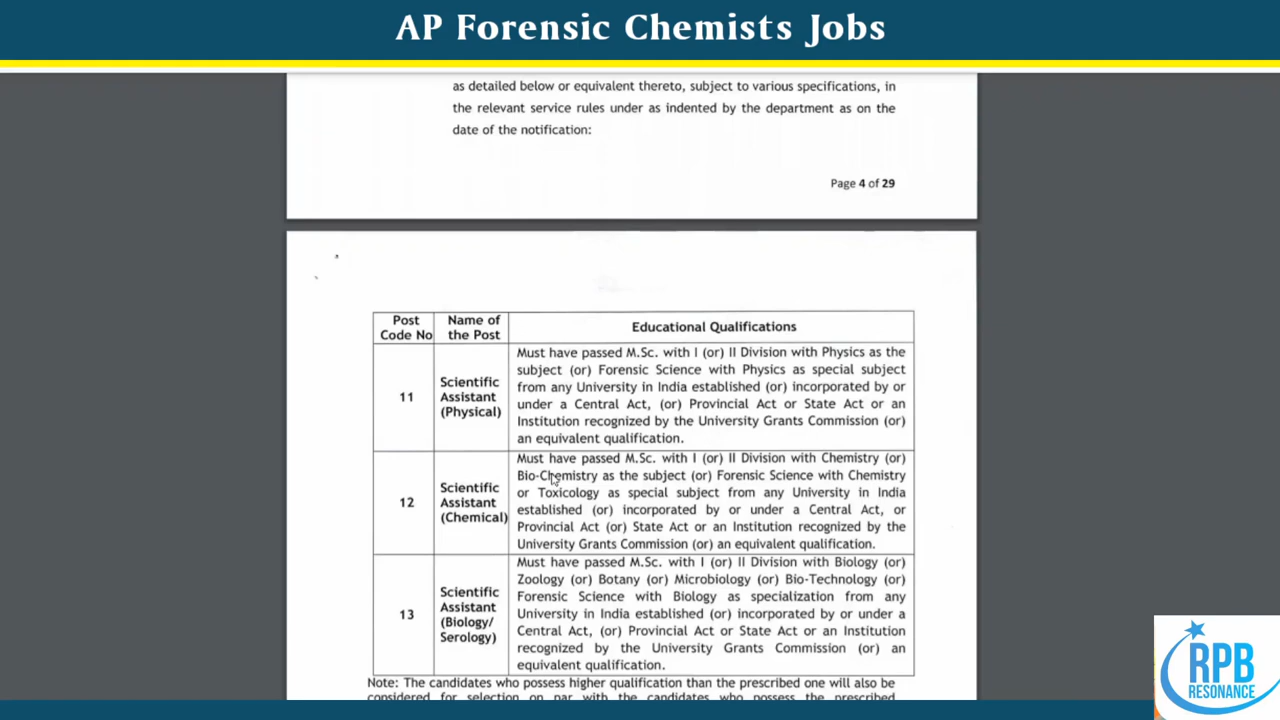 AP Forensic Chemists Jobs
as detailed below or equivalent thereto, subject to various specifications, in
the relevant service rules under as indented by the department as on the
date of the notification:
Page 4 of 29
Post Code No
Name of the Post
Educational Qualifications
11
Scientific
Assistant
(Physical)
Must have passed M.Sc. with I (or) II Division with Physics as the
subject (or) Forensic Science with Physics as special subject
from any University in India established (or) incorporated by or
under a Central Act, (or) Provincial Act or State Act or an
Institution recognized by the University Grants Commission (or)
an equivalent qualification.
12
Scientific
Assistant
(Chemical)
Must have passed M.Sc. with I (or) II Division with Chemistry (or)
Bio-Chemistry as the subject (or) Forensic Science with Chemistry
or Toxicology as special subject from any University in India
established (or) incorporated by or under a Central Act, or
Provincial Act (or) State Act or an Institution recognized by the
University Grants Commission (or) an equivalent qualification.
13
Scientific
Assistant
(Biology/
Serology)
Must have passed M.Sc. with I (or) II Division with Biology (or)
Zoology (or) Botany (or) Microbiology (or) Bio-Technology (or)
Forensic Science with Biology as specialization from any
University in India established (or) incorporated by or under a
Central Act, (or) Provincial Act or State Act or an Institution
recognized by the University Grants Commission (or) an
equivalent qualification.
Note: The candidates who possess higher qualification than the prescribed one will also be
considered for selection on par with the candidates who possess the prescribed
RPB
RESONANCE